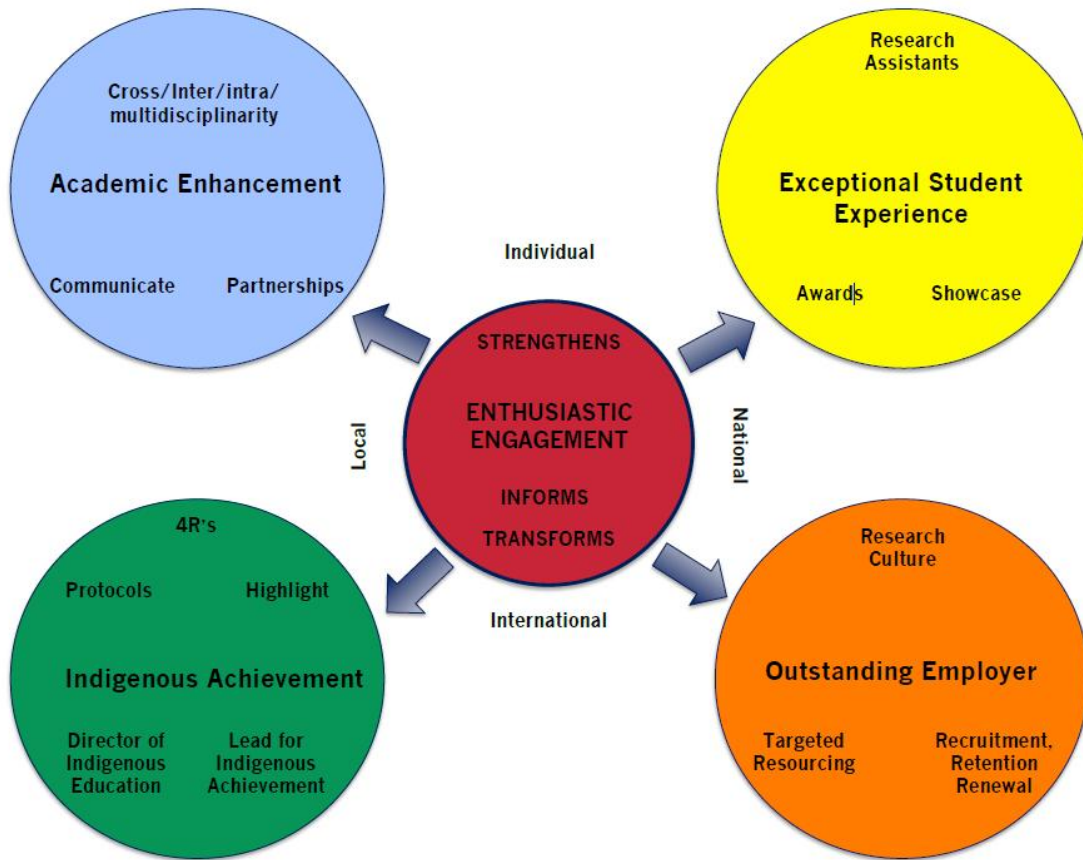 Cross/Inter/intra/
multidisciplinarity
Academic Enhancement
Communicate
Partnerships
Research
Assistants
Exceptional Student
Experience
Awards
Showcase
Individual
Local
STRENGTHENS
ENTHUSIASTIC
ENGAGEMENT
INFORMS
TRANSFORMS
National
International
4R's
Protocols
Highlight
Indigenous Achievement
Director of
Indigenous
Education
Lead for
Indigenous
Achievement
Research
Culture
Outstanding Employer
Targeted
Resourcing
Recruitment,
Retention
Renewal